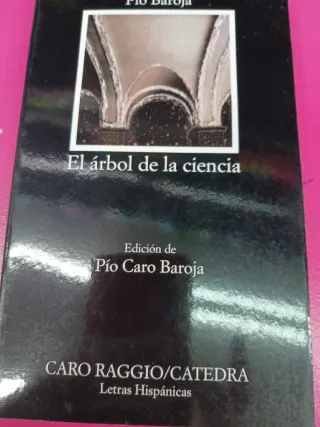 Pío Baroja
El árbol de la ciencia
Edición de
Pío Caro Baroja
CARO RAGGIO/CATEDRA
Letras Hispánicas